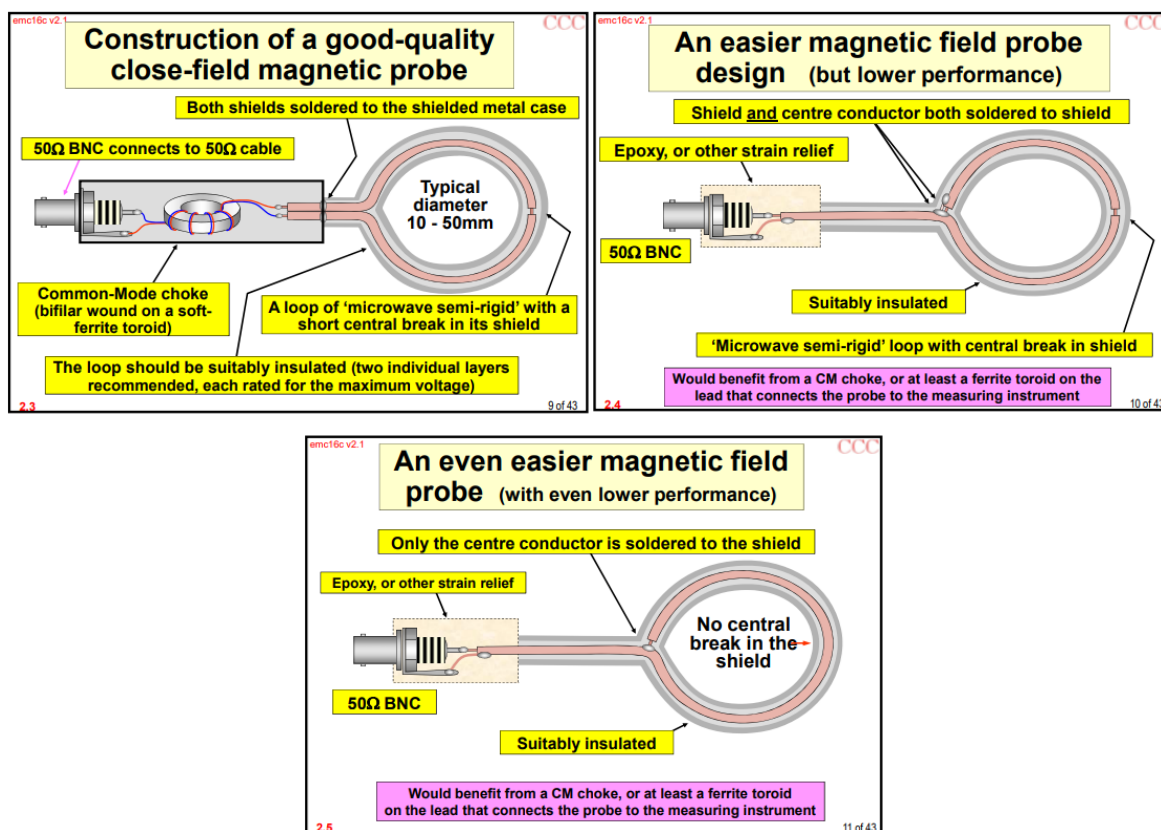 emc16c v2.1
CCC
Construction of a good-quality
close-field magnetic probe
Both shields soldered to the shielded metal case
50Ω BNC connects to 50Ω cable
Typical
diameter
10 - 50mm
Common-Mode choke
(bifilar wound on a soft-
ferrite toroid)
A loop of ‘microwave semi-rigid’ with a
short central break in its shield
The loop should be suitably insulated (two individual layers
recommended, each rated for the maximum voltage)
2.3
9 of 43
emc16c v2.1
CCC
An easier magnetic field probe
design (but lower performance)
Shield and centre conductor both soldered to shield
Epoxy, or other strain relief
50Ω BNC
Suitably insulated
‘Microwave semi-rigid’ loop with central break in shield
Would benefit from a CM choke, or at least a ferrite toroid on the
lead that connects the probe to the measuring instrument
2.4
10 of 43
emc16c v2.1
CCC
An even easier magnetic field
probe (with even lower performance)
Only the centre conductor is soldered to the shield
Epoxy, or other strain relief
No central
break in the
shield
50Ω BNC
Suitably insulated
Would benefit from a CM choke, or at least a ferrite toroid
on the lead that connects the probe to the measuring instrument
2.5
11 of 43